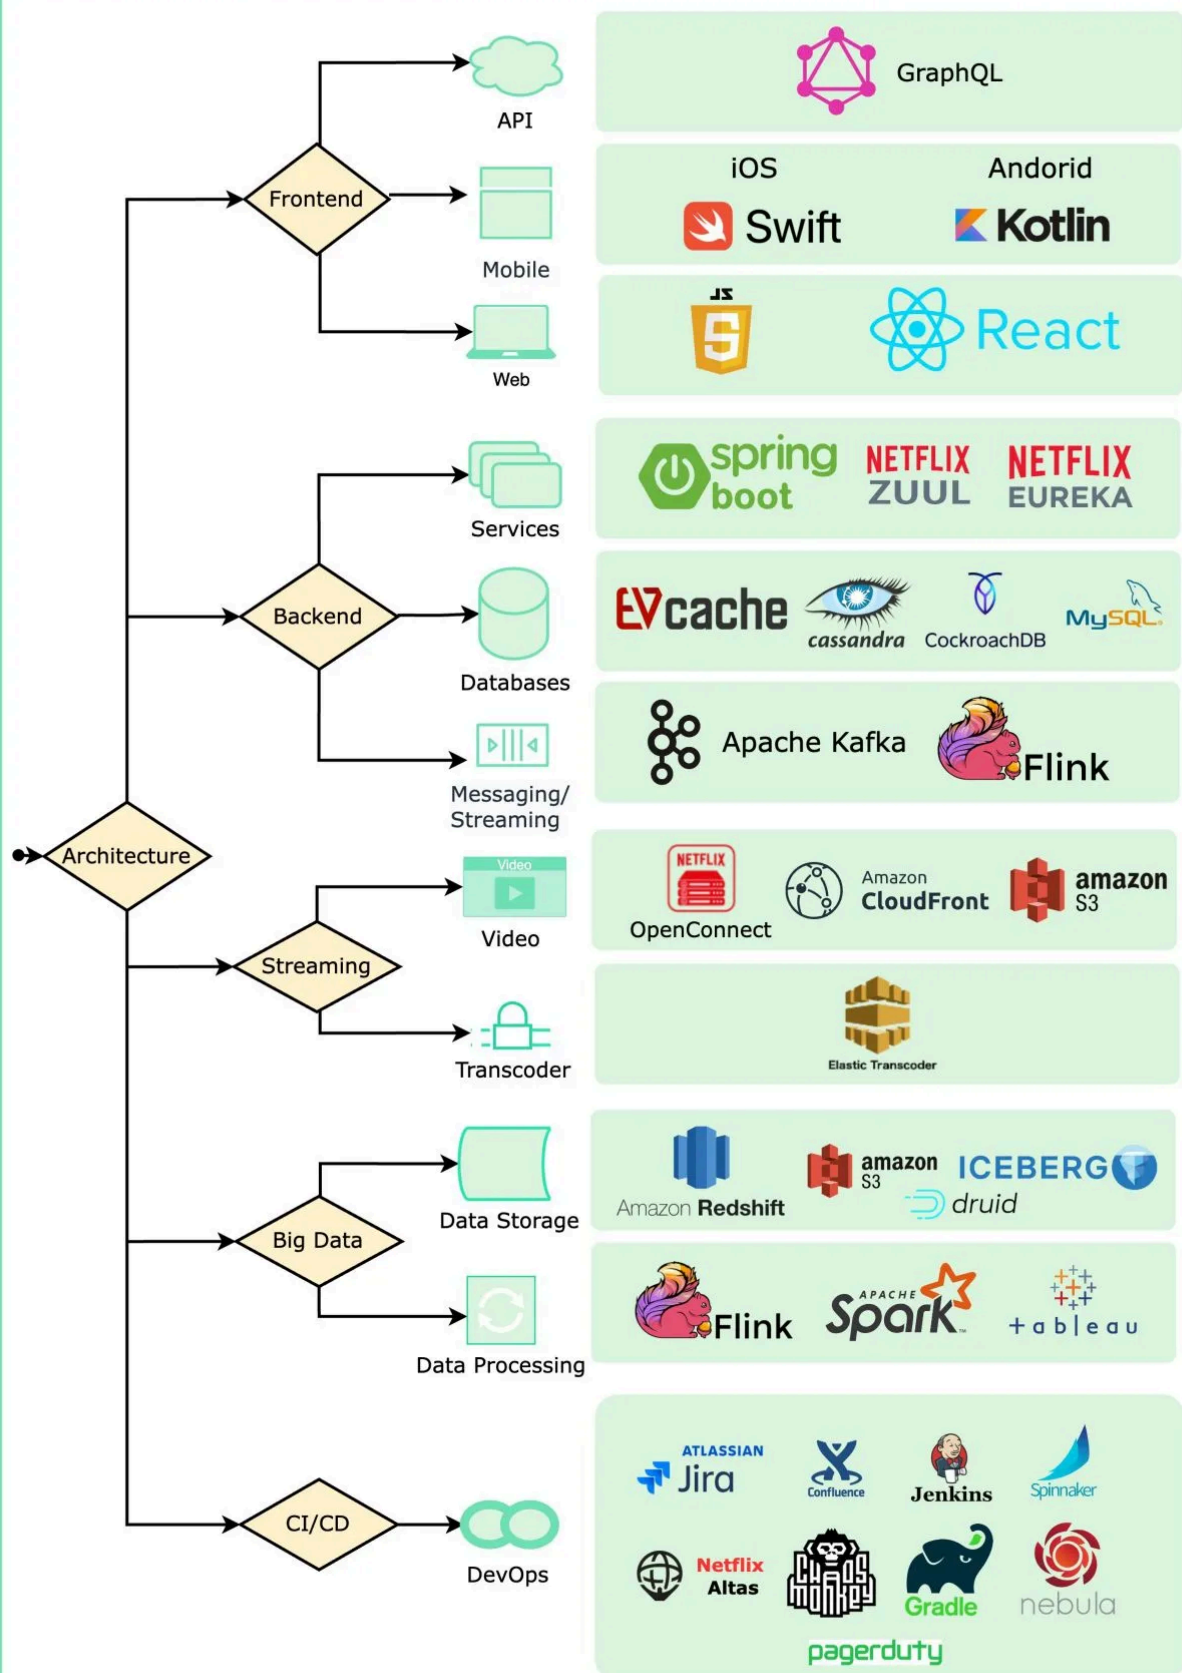 GraphQL
API
iOS
Andorid
Frontend
Swift
Kotlin
Mobile
JS
React
Web
spring
boot
NETFLIX
ZUUL
NETFLIX
EUREKA
Services
Backend
EVcache
cassandra
CockroachDB
MySQL
Databases
Apache Kafka
Flink
Messaging/
Streaming
Architecture
Video
Video
NETFLIX
OpenConnect
Amazon
CloudFront
amazon
S3
Streaming
Transcoder
Elastic Transcoder
Data Storage
Amazon Redshift
amazon
S3
ICEBERG
druid
Big Data
Data Processing
Flink
APACHE
Spark™
+ a b | e a u
CI/CD
DevOps
ATLASSIAN
Jira
Confluence
Jenkins
Spinnaker
Netflix
Altas
CHAOS
MONKEY
Gradle
nebula
pagerduty